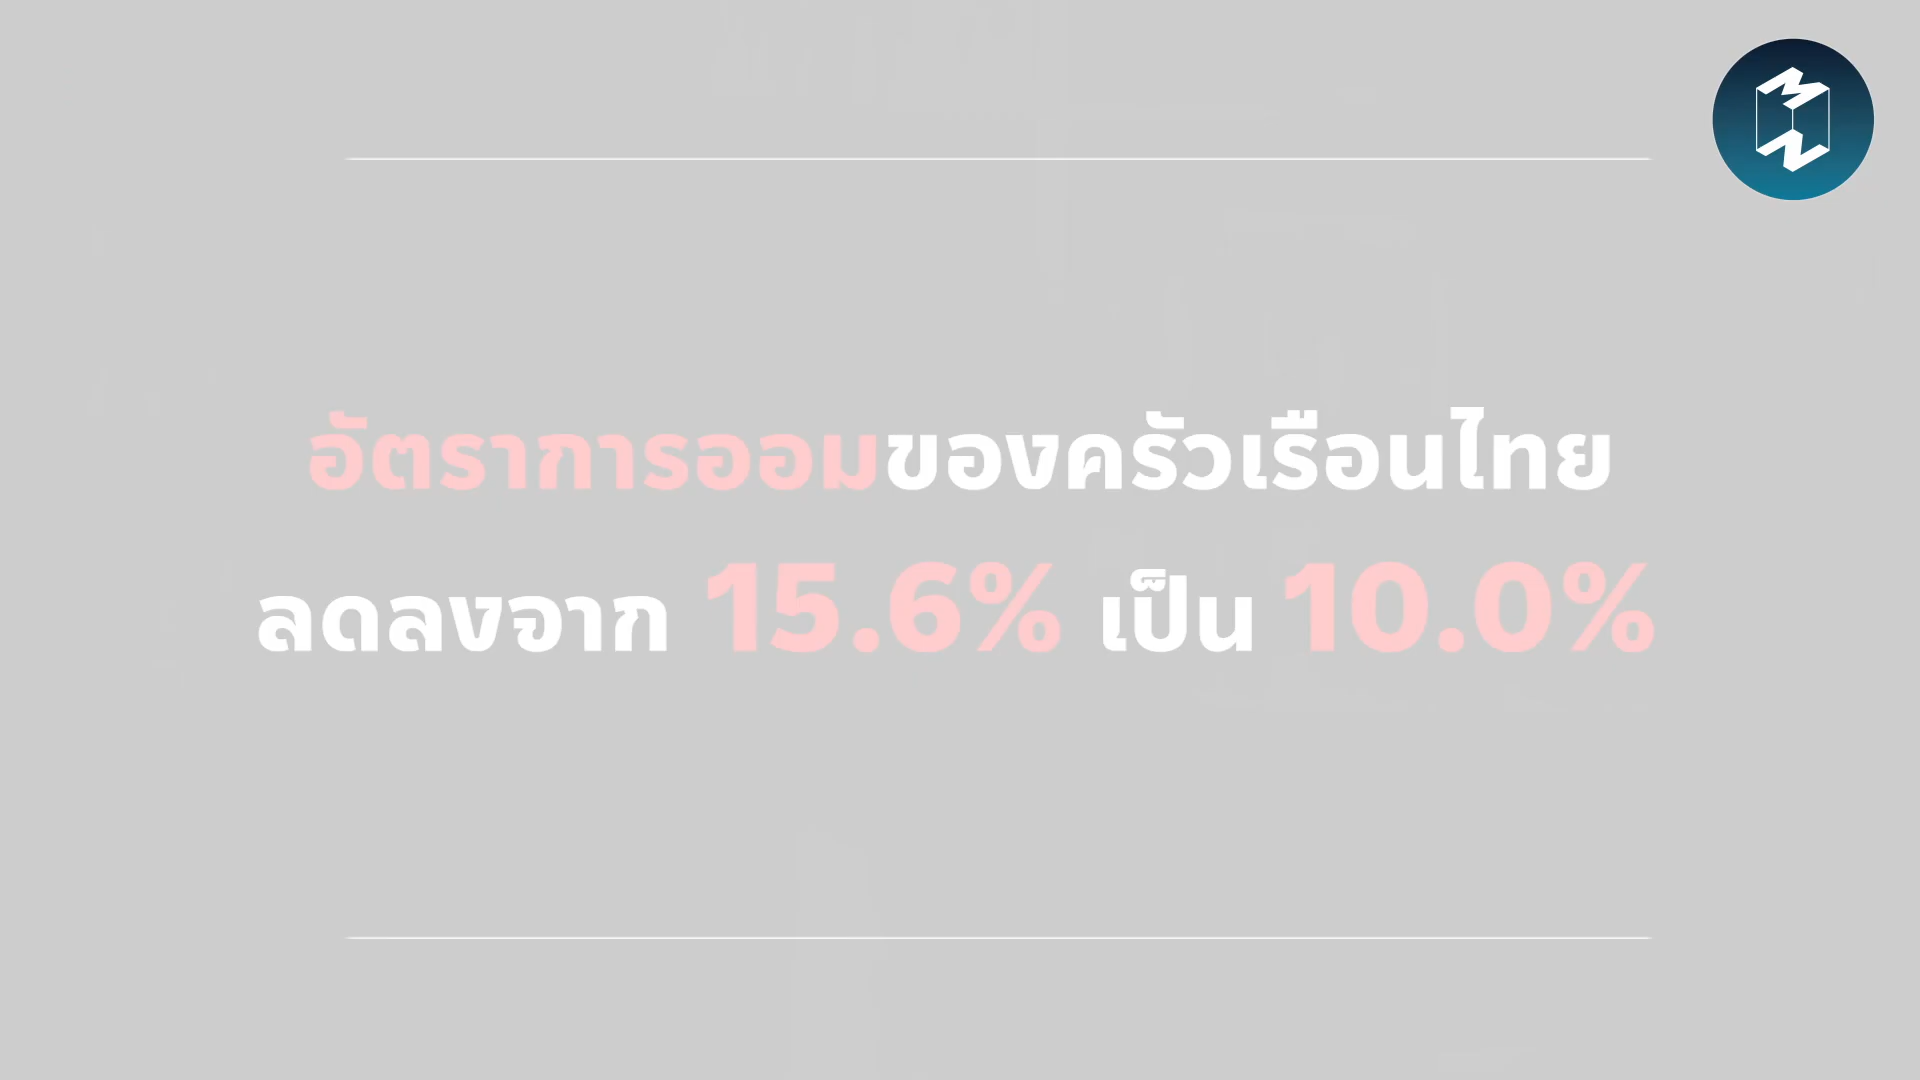 อัตราการออมของครัวเรือนไทย
ลดลงจาก 15.6% เป็น 10.0%